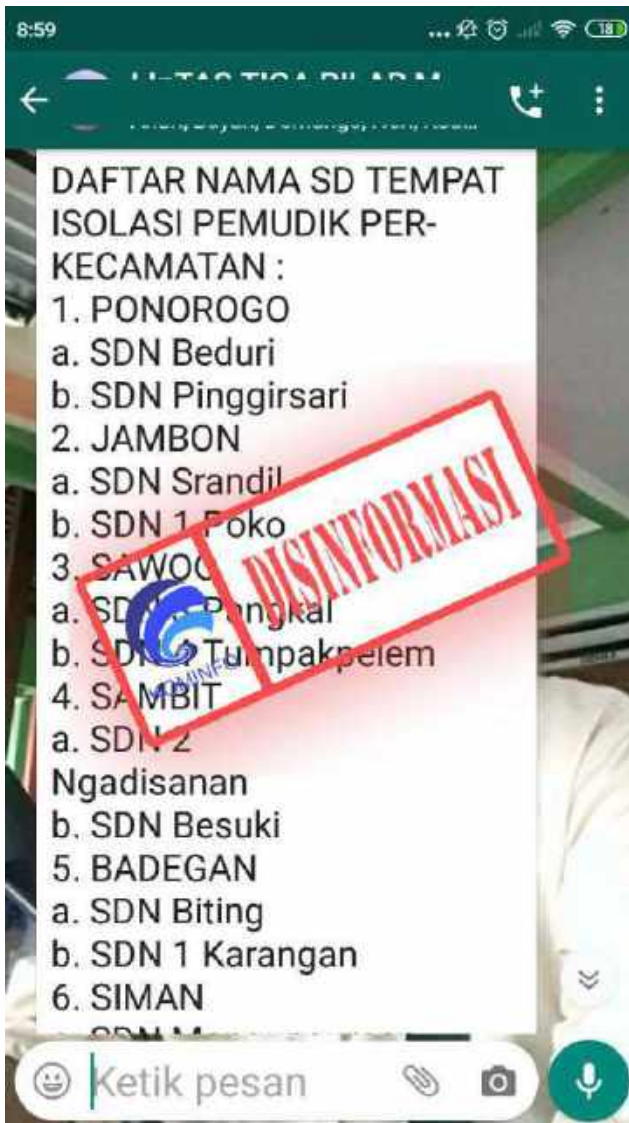 8:59
18
DAFTAR NAMA SD TEMPAT
ISOLASI PEMUDIK PER-
KECAMATAN :
1. PONOROGO
a. SDN Beduri
b. SDN Pinggirsari
2. JAMBON
a. SDN Srandil
b. SDN 1 Poko
3. SAWOO
a. SDN Pangkal
b. SDN Tumpakpelem
4. SAMBIT
a. SDN 2
Ngadisanan
b. SDN Besuki
5. BADEGAN
a. SDN Biting
b. SDN 1 Karangan
6. SIMAN
DISINFORMASI
KOMINFO
Ketik pesan